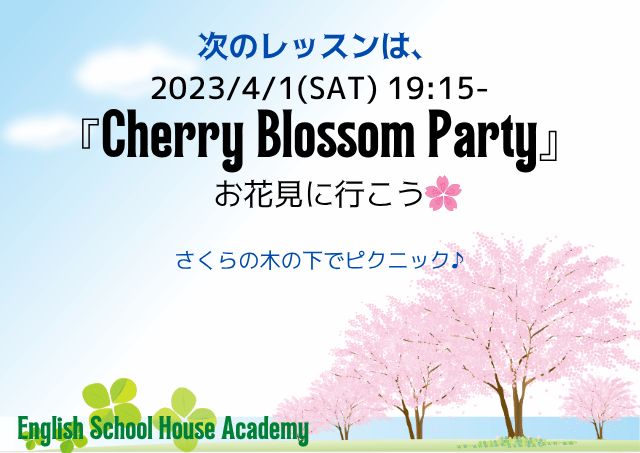 次のレッスンは、
2023/4/1(SAT) 19:15-
『Cherry Blossom Party』
お花見に行こう
さくらの木の下でピクニック♪
English School House Academy